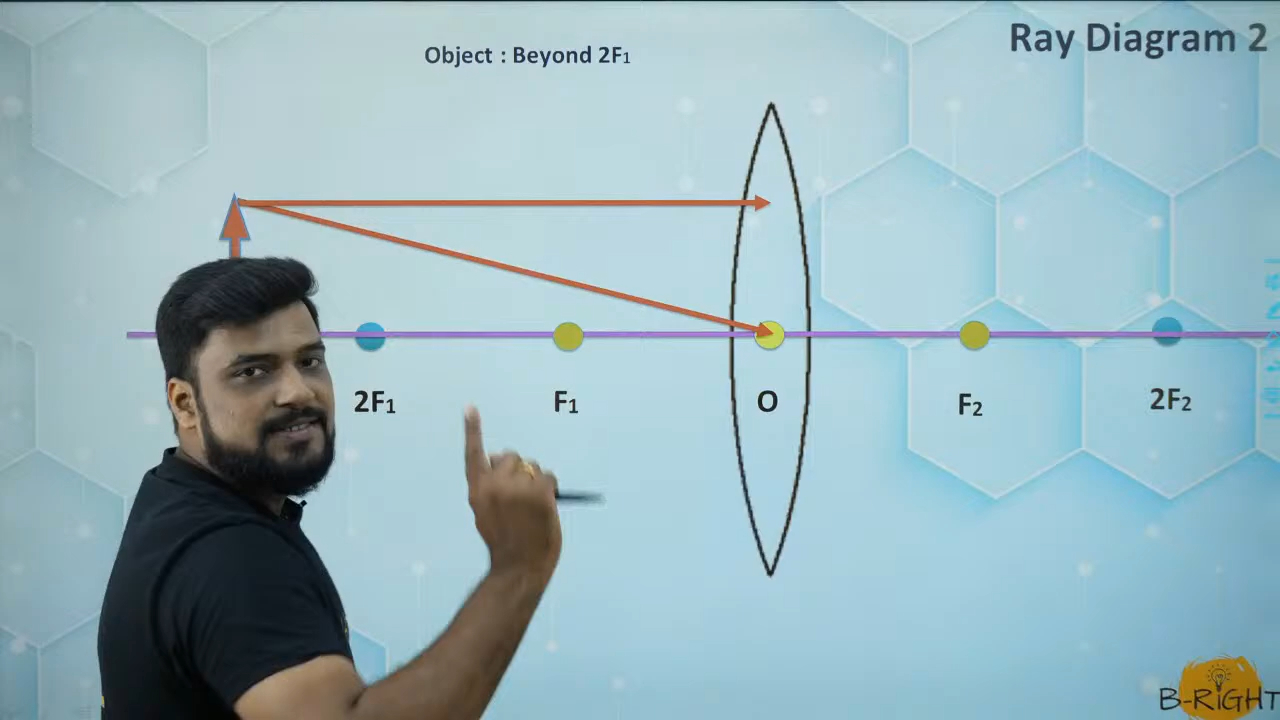 Ray Diagram 2
Object : Beyond 2F₁
2F₁
F₁
O
F₂
2F₂
B-RiGHT